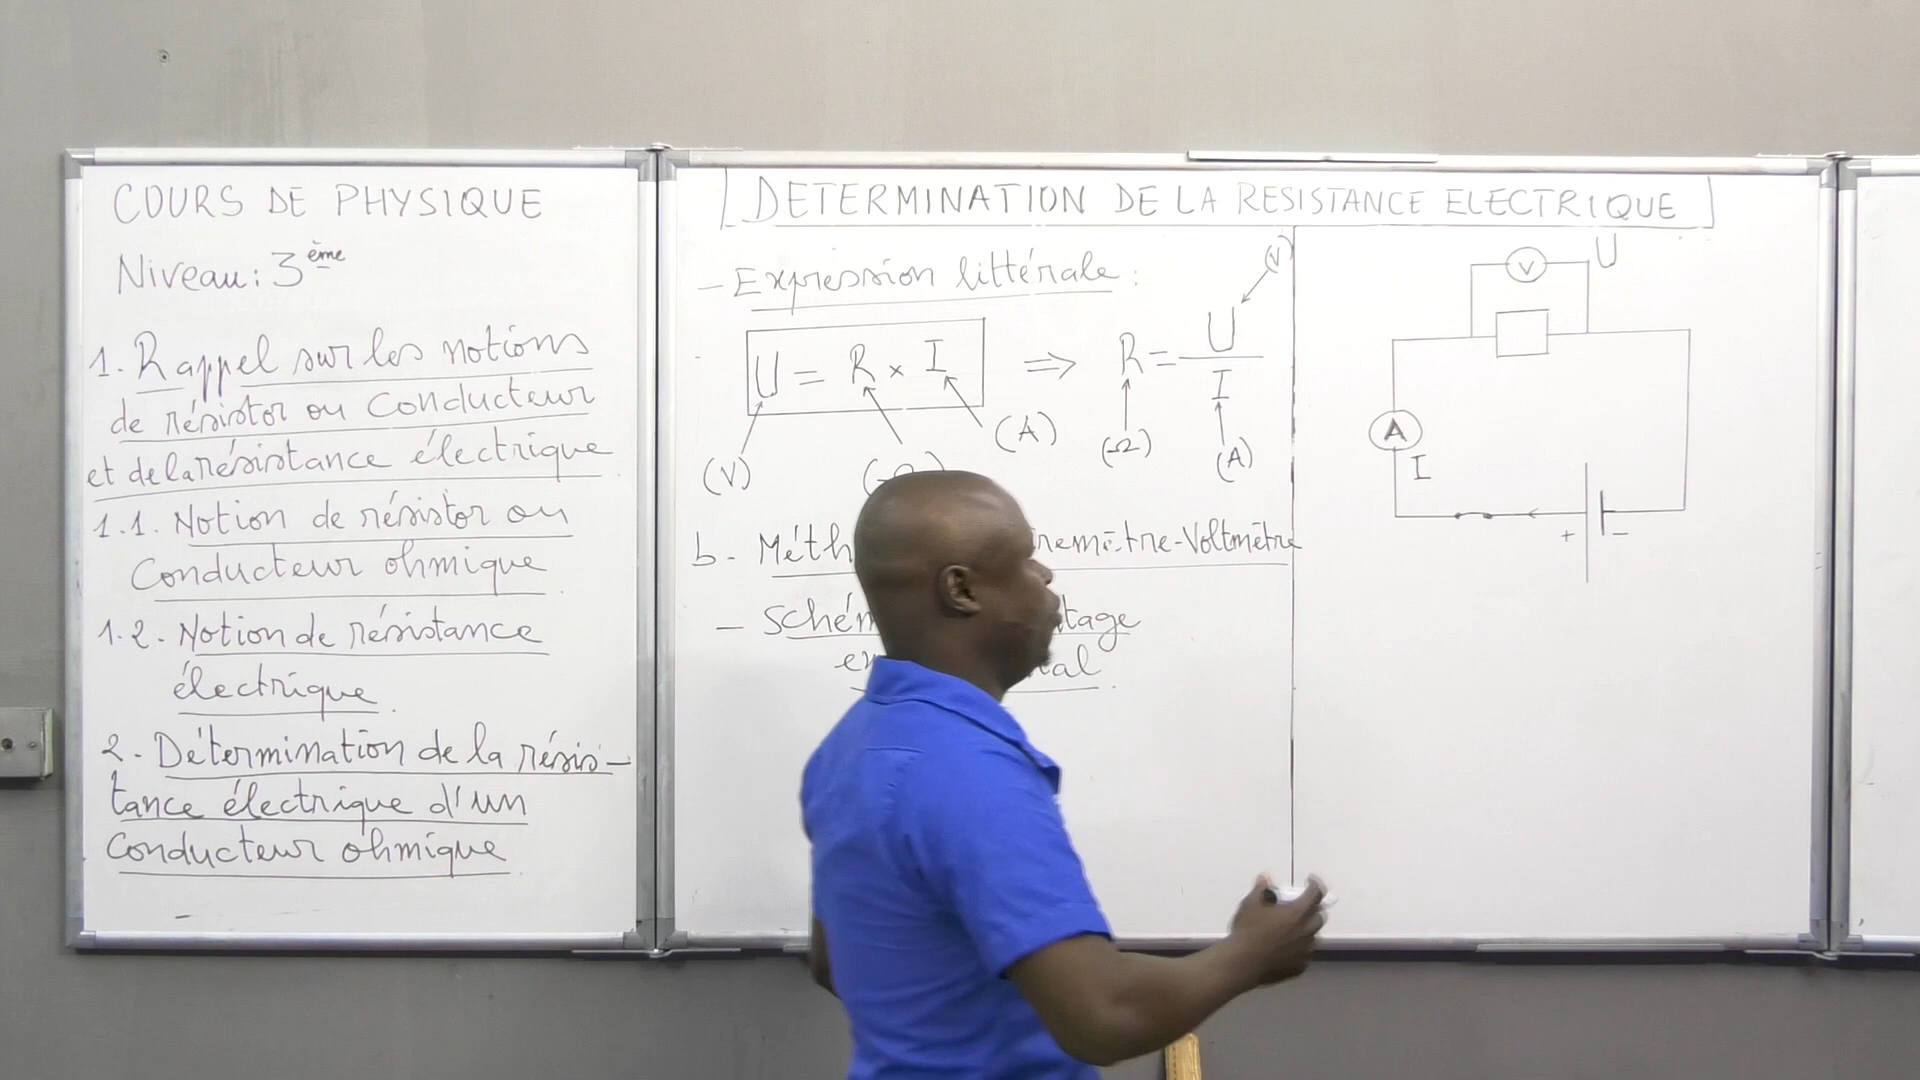 COURS DE PHYSIQUE
Niveau: 3ème
1. Rappel sur les notions
de résistor ou Conducteur
et de la résistance électrique
1.1. Notion de résistor ou
Conducteur ohmique
1.2. Notion de résistance
électrique.
2. Détermination de la résis-
tance électrique d'un
Conducteur ohmique
DETERMINATION DE LA RESISTANCE ELECTRIQUE
- Expression littérale :
U = R × I ⇒ R = U / I
(V)
(A)
(Ω)
(A)
(V)
b - Méth remètre-Voltmètre
- Schém tage
al
V
U
A
I
+ −